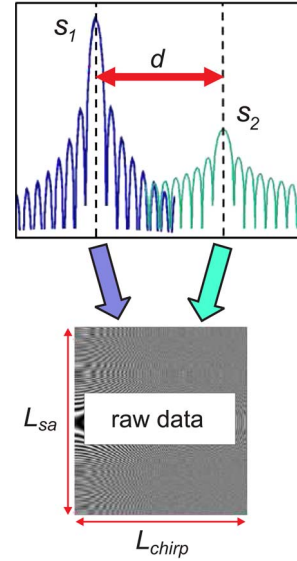 s1
d
s2
Lsa
raw data
Lchirp